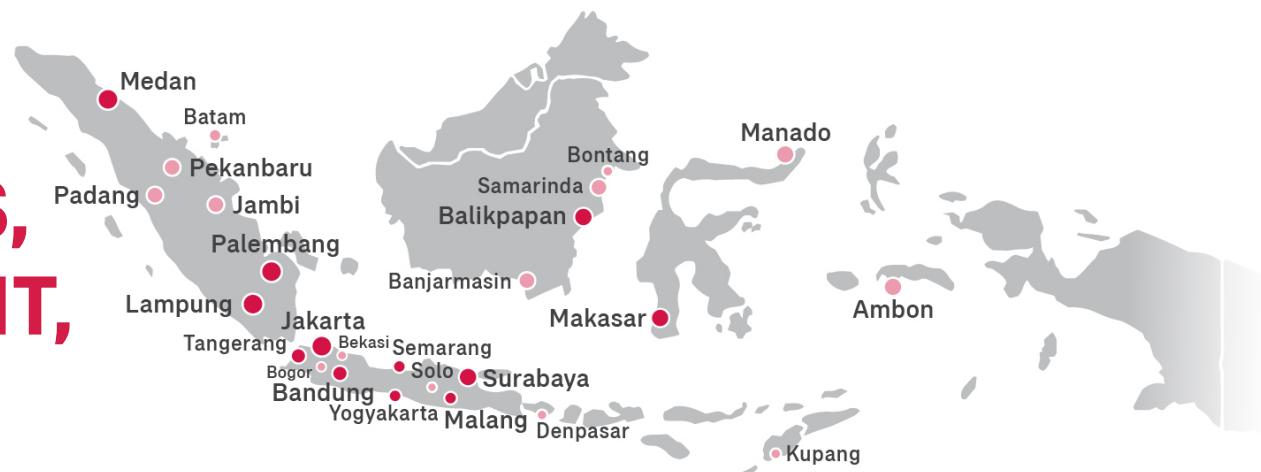 Medan
Batam
Manado
Bontang
Pekanbaru
Samarinda
Padang
Jambi
Balikpapan
Palembang
Banjarmasin
Lampung
Ambon
Makasar
Jakarta
Tangerang
Bekasi
Semarang
Bogor
Solo
Surabaya
Bandung
Yogyakarta
Malang
Denpasar
Kupang